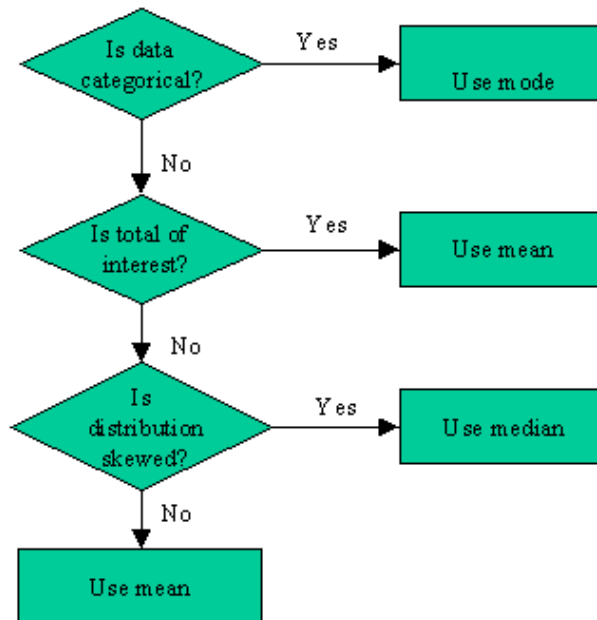 Is data
categorical?
Yes
Use mode
No
Is total of
interest?
Yes
Use mean
No
Is
distribution
skewed?
Yes
Use median
No
Use mean